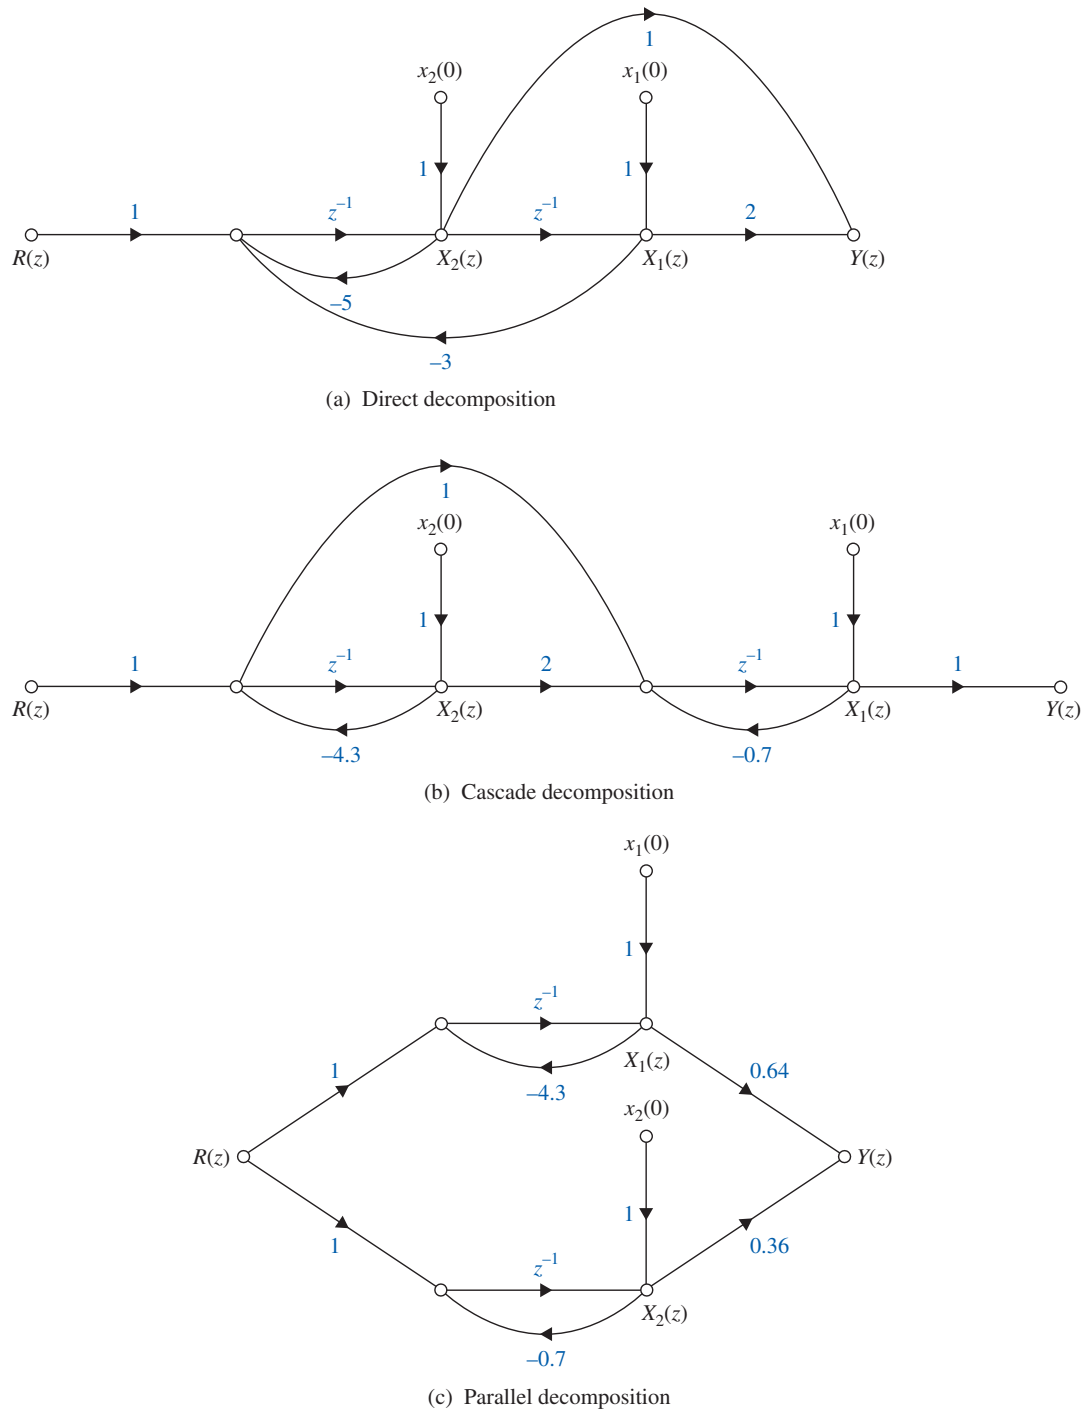 1
x₂(0) x₁(0)
1 1
1 z⁻¹ z⁻¹ 2
R(z) X₂(z) X₁(z) Y(z)
–5
–3
(a) Direct decomposition
1
x₂(0) x₁(0)
1 1
1 z⁻¹ 2 z⁻¹ 1
R(z) X₂(z) X₁(z) Y(z)
–4.3 –0.7
(b) Cascade decomposition
x₁(0)
1
z⁻¹
X₁(z)
1 0.64
–4.3
x₂(0)
R(z) Y(z)
1
1 0.36
z⁻¹
X₂(z)
–0.7
(c) Parallel decomposition